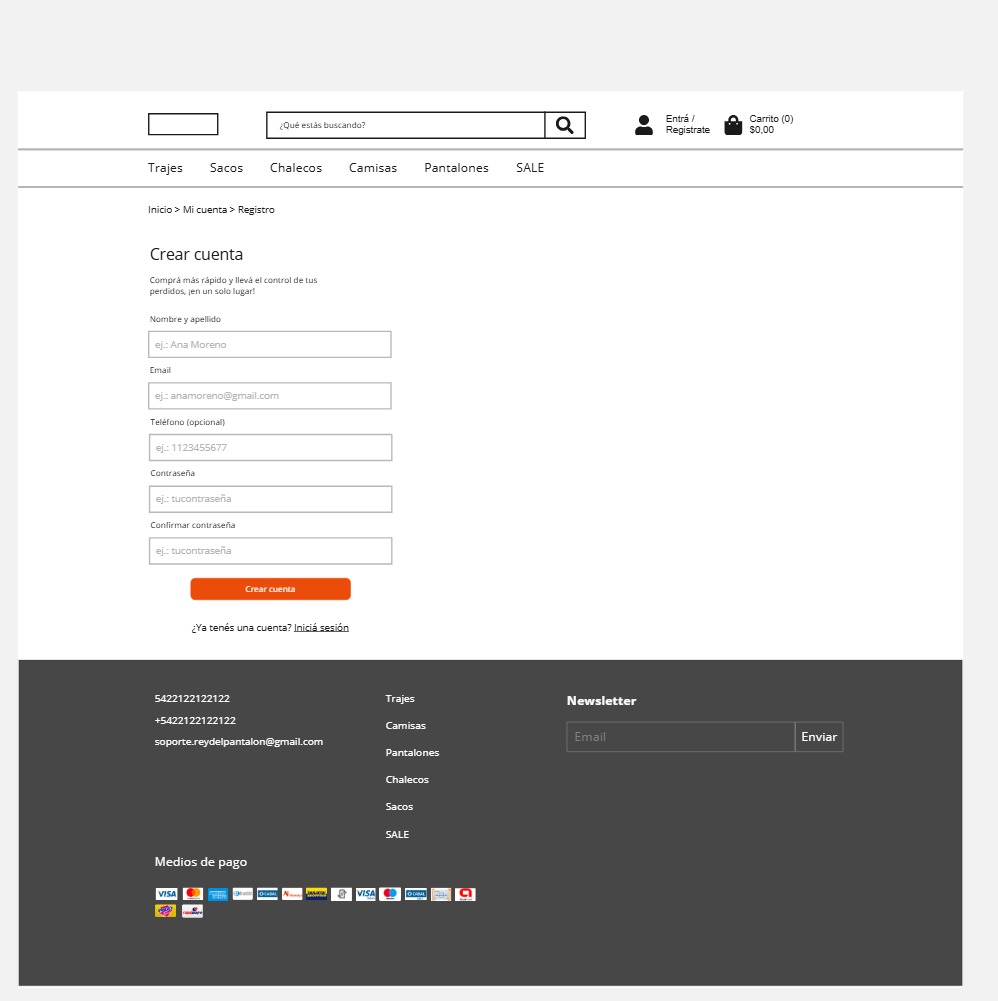 ¿Qué estás buscando?
Entrá /
Registrate
Carrito (0)
$0,00
Trajes
Sacos
Chalecos
Camisas
Pantalones
SALE
Inicio > Mi cuenta > Registro
Crear cuenta
Comprá más rápido y llevá el control de tus
perdidos, ¡en un solo lugar!
Nombre y apellido
ej.: Ana Moreno
Email
ej.: anamoreno@gmail.com
Teléfono (opcional)
ej.: 1123455677
Contraseña
ej.: tucontraseña
Confirmar contraseña
ej.: tucontraseña
Crear cuenta
¿Ya tenés una cuenta? Iniciá sesión
5422122122122
+5422122122122
soporte.reydelpantalon@gmail.com
Trajes
Camisas
Pantalones
Chalecos
Sacos
SALE
Newsletter
Email
Enviar
Medios de pago
VISA
CABAL
VISA
CABAL